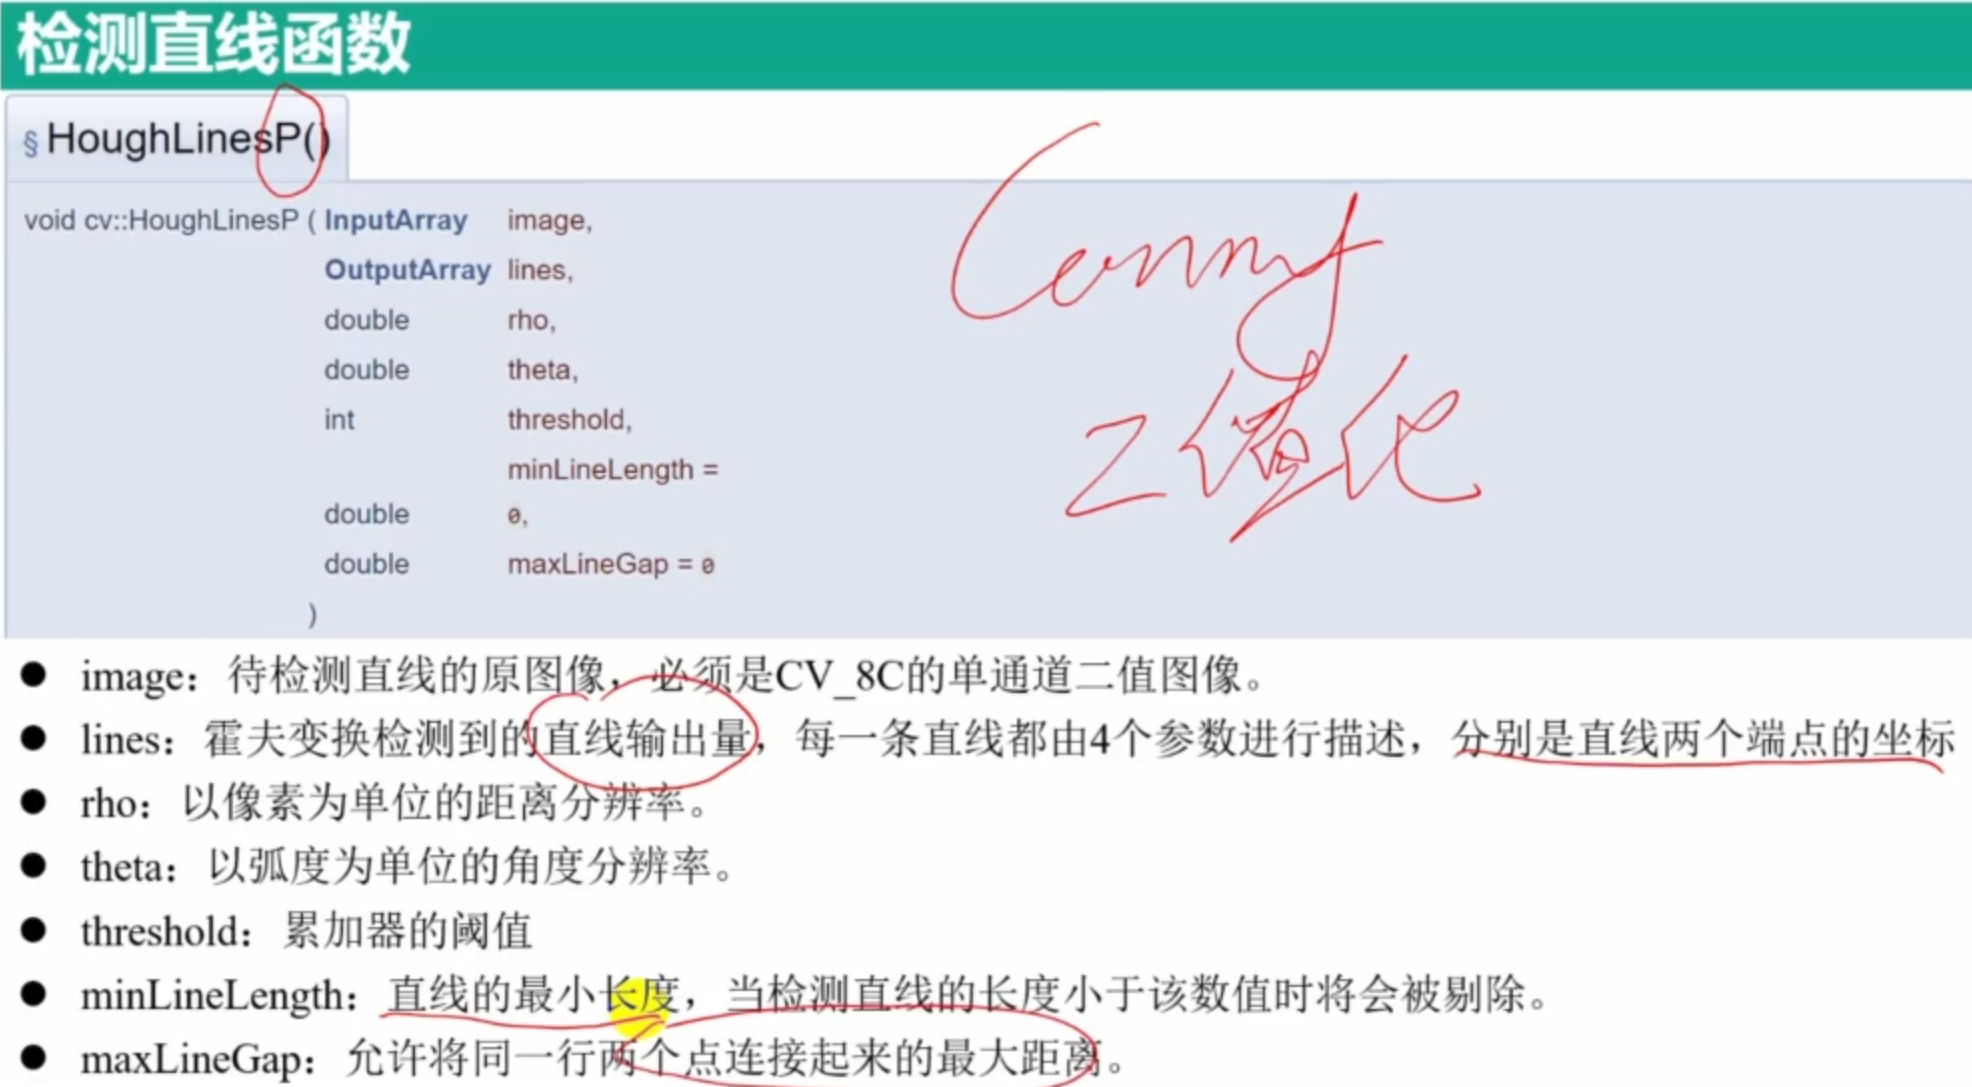 检测直线函数
§ HoughLinesP()
void cv::HoughLinesP ( InputArray image,
OutputArray lines,
double rho,
double theta,
int threshold,
minLineLength =
double 0,
double maxLineGap = 0
)
Canny
二值化
● image：待检测直线的原图像，必须是CV_8C的单通道二值图像。
● lines：霍夫变换检测到的直线输出量，每一条直线都由4个参数进行描述，分别是直线两个端点的坐标
● rho：以像素为单位的距离分辨率。
● theta：以弧度为单位的角度分辨率。
● threshold：累加器的阈值
● minLineLength：直线的最小长度，当检测直线的长度小于该数值时将会被剔除。
● maxLineGap：允许将同一行两个点连接起来的最大距离。